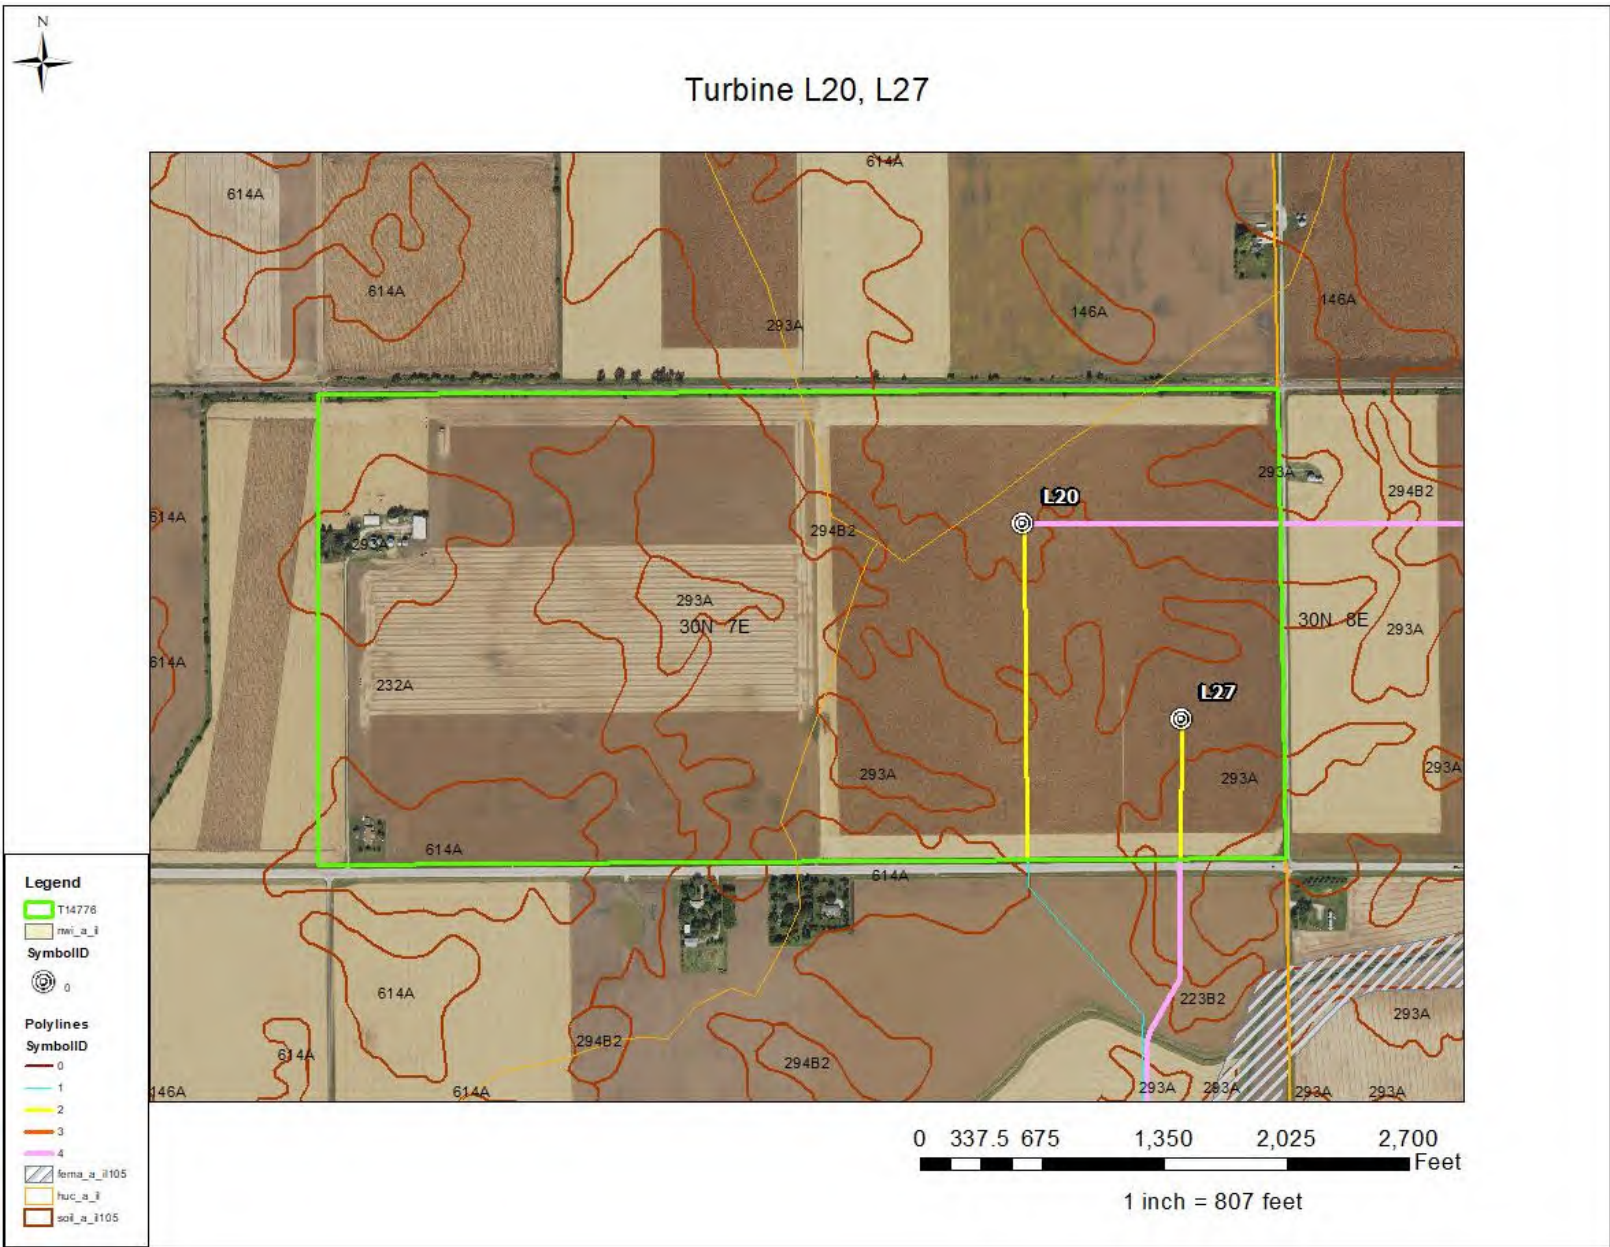 N
Turbine L20, L27
614A
614A
614A
293A
146A
146A
293A
294B2
L20
614A
294B2
293A
293A
30N 7E
30N 8E
293A
614A
232A
L27
293A
293A
293A
614A
614A
614A
223B2
293A
294B2
614A
294B2
146A
614A
293A
293A
293A
293A
Legend
T14776
nwi_a_il
SymbolID
0
Polylines
SymbolID
0
1
2
3
4
fema_a_il105
huc_a_il
soil_a_il105
0 337.5 675 1,350 2,025 2,700
Feet
1 inch = 807 feet